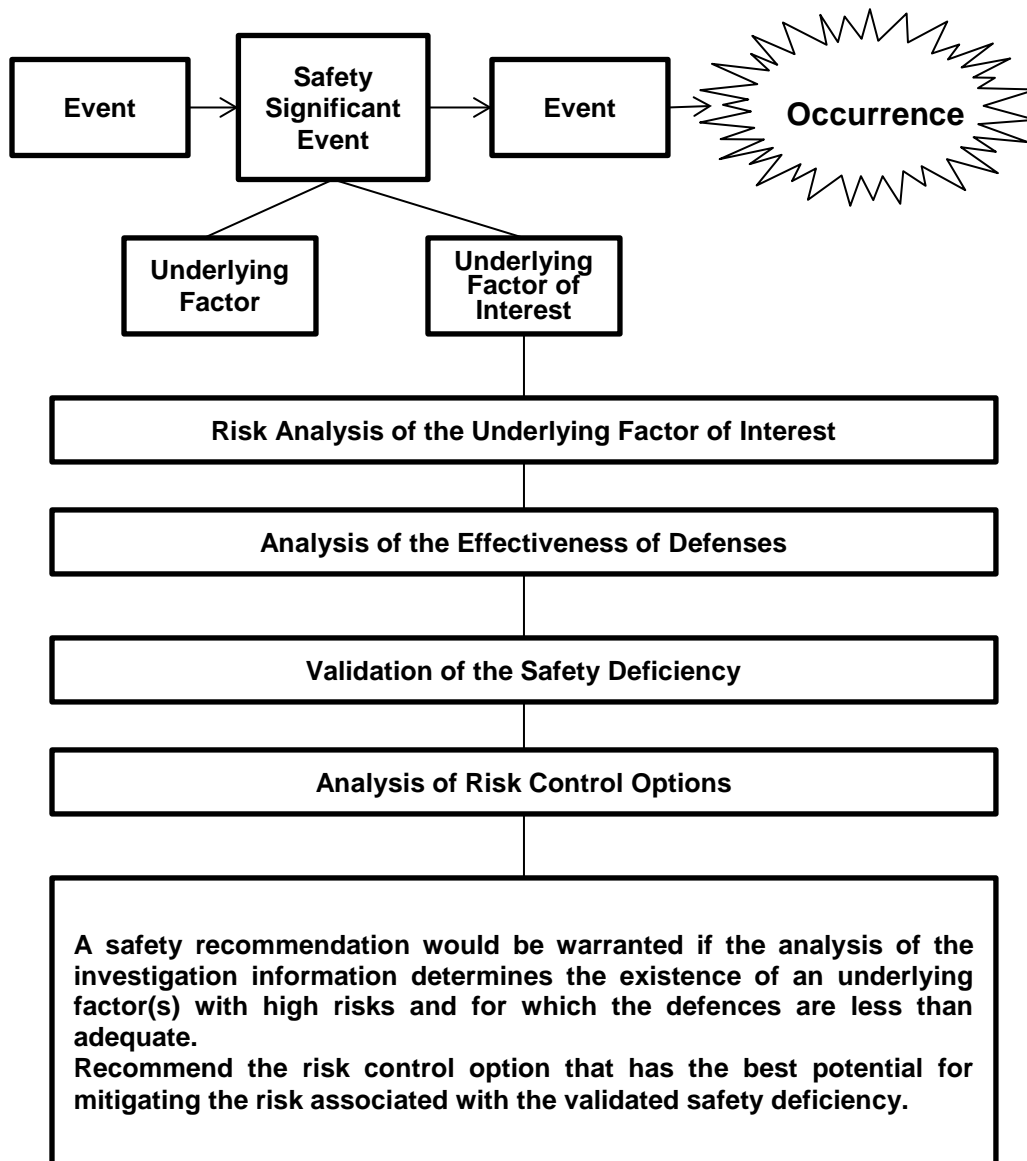 Event
Safety
Significant
Event
Event
Occurrence
Underlying
Factor
Underlying
Factor of
Interest
Risk Analysis of the Underlying Factor of Interest
Analysis of the Effectiveness of Defenses
Validation of the Safety Deficiency
Analysis of Risk Control Options
A safety recommendation would be warranted if the analysis of the
investigation information determines the existence of an underlying
factor(s) with high risks and for which the defences are less than
adequate.
Recommend the risk control option that has the best potential for
mitigating the risk associated with the validated safety deficiency.